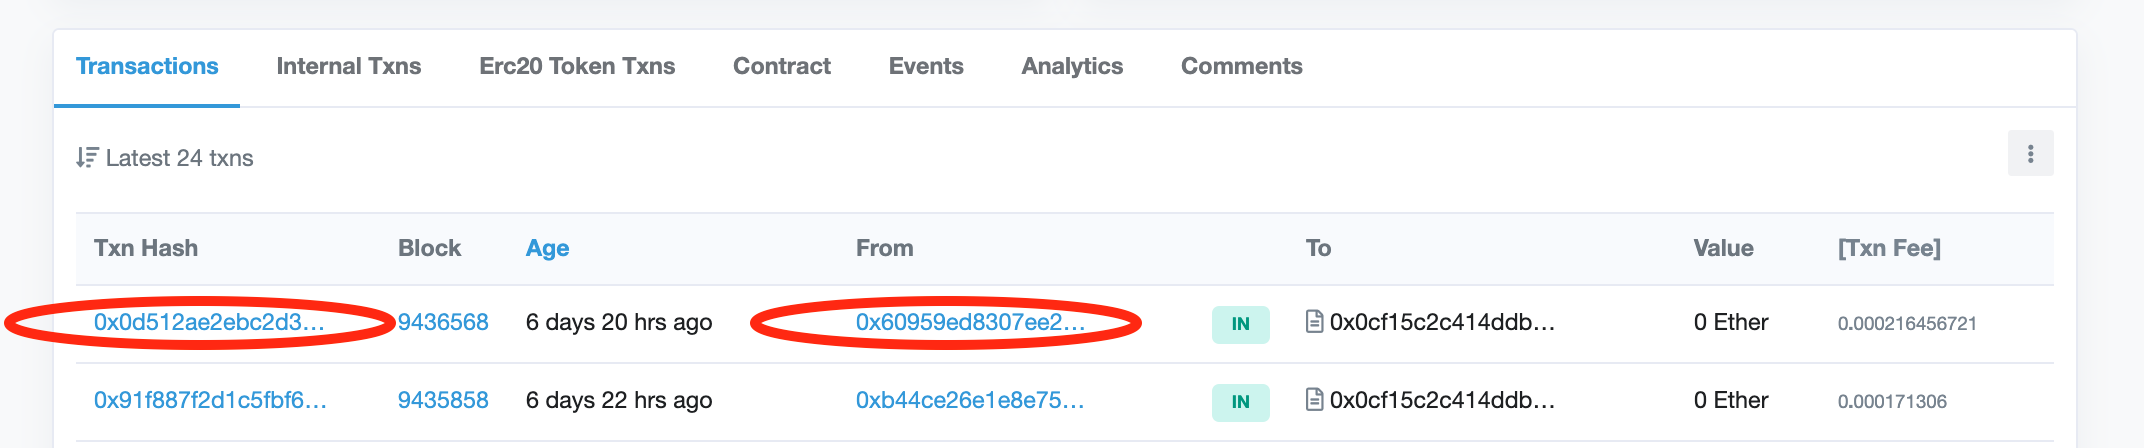 Transactions Internal Txns Erc20 Token Txns Contract Events Analytics Comments
Latest 24 txns
Txn Hash Block Age From To Value [Txn Fee]
0x0d512ae2ebc2d3... 9436568 6 days 20 hrs ago 0x60959ed8307ee2... IN 0x0cf15c2c414ddb... 0 Ether 0.000216456721
0x91f887f2d1c5fbf6... 9435858 6 days 22 hrs ago 0xb44ce26e1e8e75... IN 0x0cf15c2c414ddb... 0 Ether 0.000171306